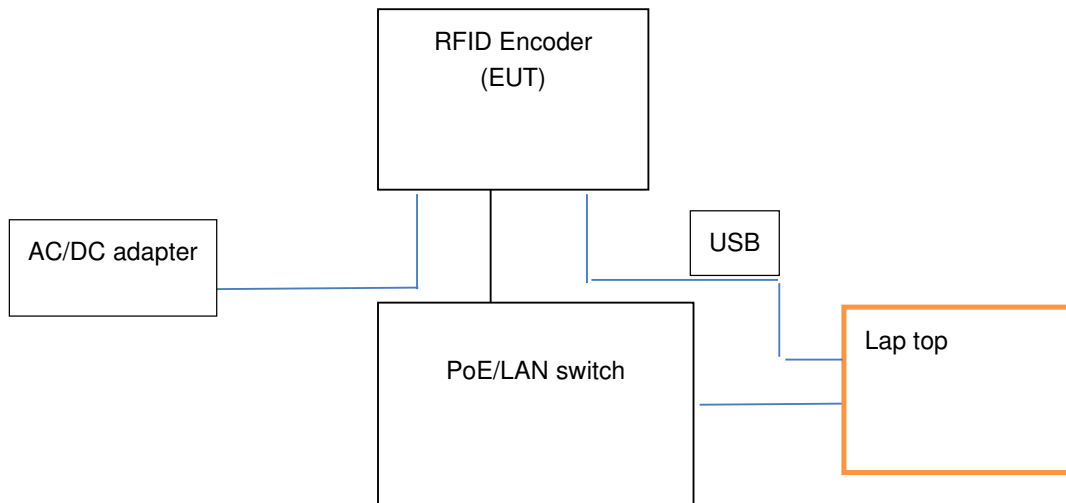 RFID Encoder
(EUT)
AC/DC adapter
USB
Lap top
PoE/LAN switch